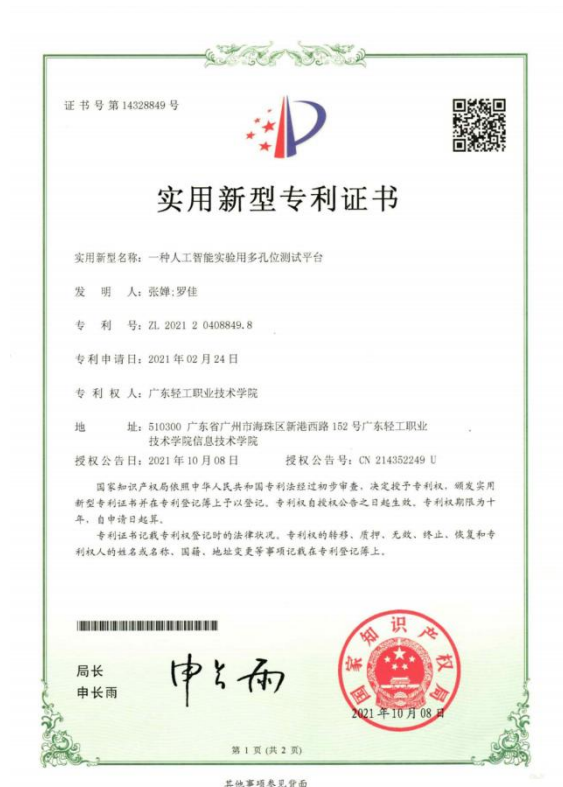 证书号第14328849号
实用新型专利证书
实用新型名称：一种人工智能实验用多孔位测试平台
发明人：张婵;罗佳
专利号：ZL 2021 2 0408849.8
专利申请日：2021年02月24日
专利权人：广东轻工职业技术学院
地址：510300 广东省广州市海珠区新港西路152号广东轻工职业
技术学院信息技术学院
授权公告日：2021年10月08日 授权公告号：CN 214352249 U
国家知识产权局依照中华人民共和国专利法经过初步审查，决定授予专利权，颁发实用
新型专利证书并在专利登记簿上予以登记。专利权自授权公告之日起生效。专利权期限为十
年，自申请日起算。
专利证书记载专利权登记时的法律状况。专利权的转移、质押、无效、终止、恢复和专
利权人的姓名或名称、国籍、地址变更等事项记载在专利登记簿上。
局长
申长雨
申长雨
国家知识产权局
2021年10月08日
第 1 页 (共 2 页)
其他事项参见背面